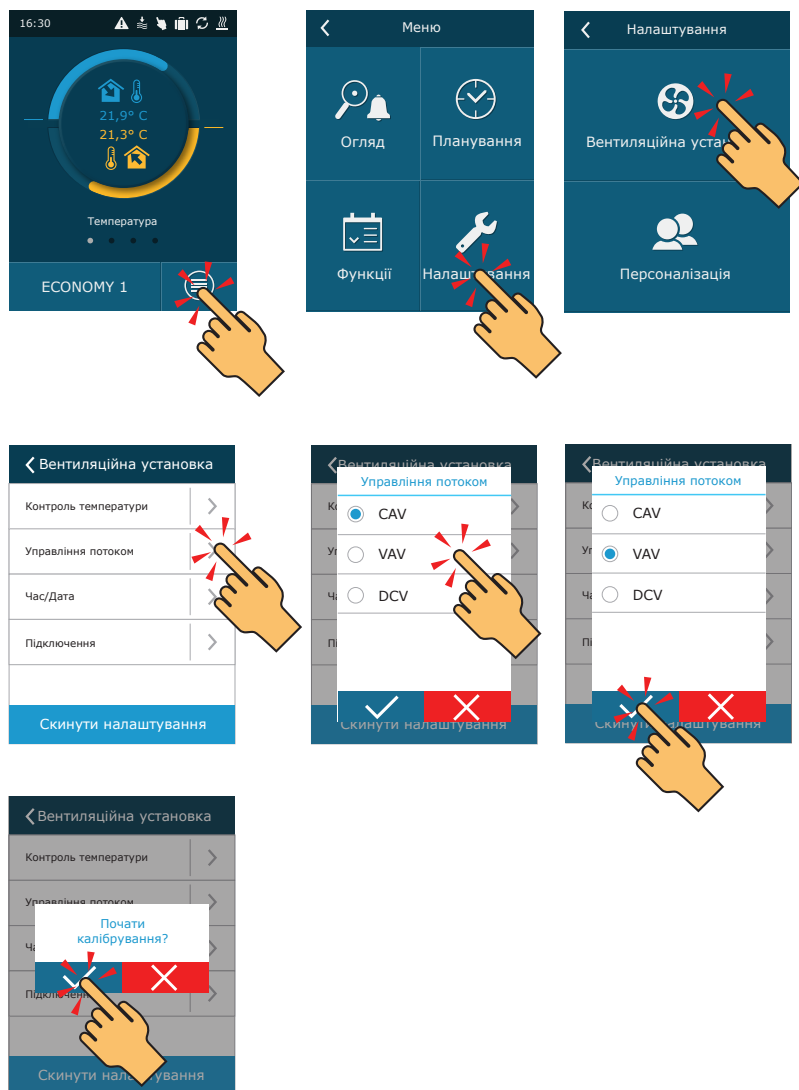 16:30
21,9° C
21,3° C
Температура
ECONOMY 1
Меню
Огляд
Планування
Функції
Налаштування
Налаштування
Вентиляційна
Персоналізація
Вентиляційна установка
Контроль температури
Управління потоком
Час/Дата
Підключення
Скинути налаштування
Вентиляційна установка
Управління потоком
CAV
VAV
DCV
Скинути налаштування
Вентиляційна установка
Управління потоком
CAV
VAV
DCV
Скинути налаштування
Вентиляційна установка
Контроль температури
Управління потоком
Почати
калібрування?
Підключення
Скинути налаштування